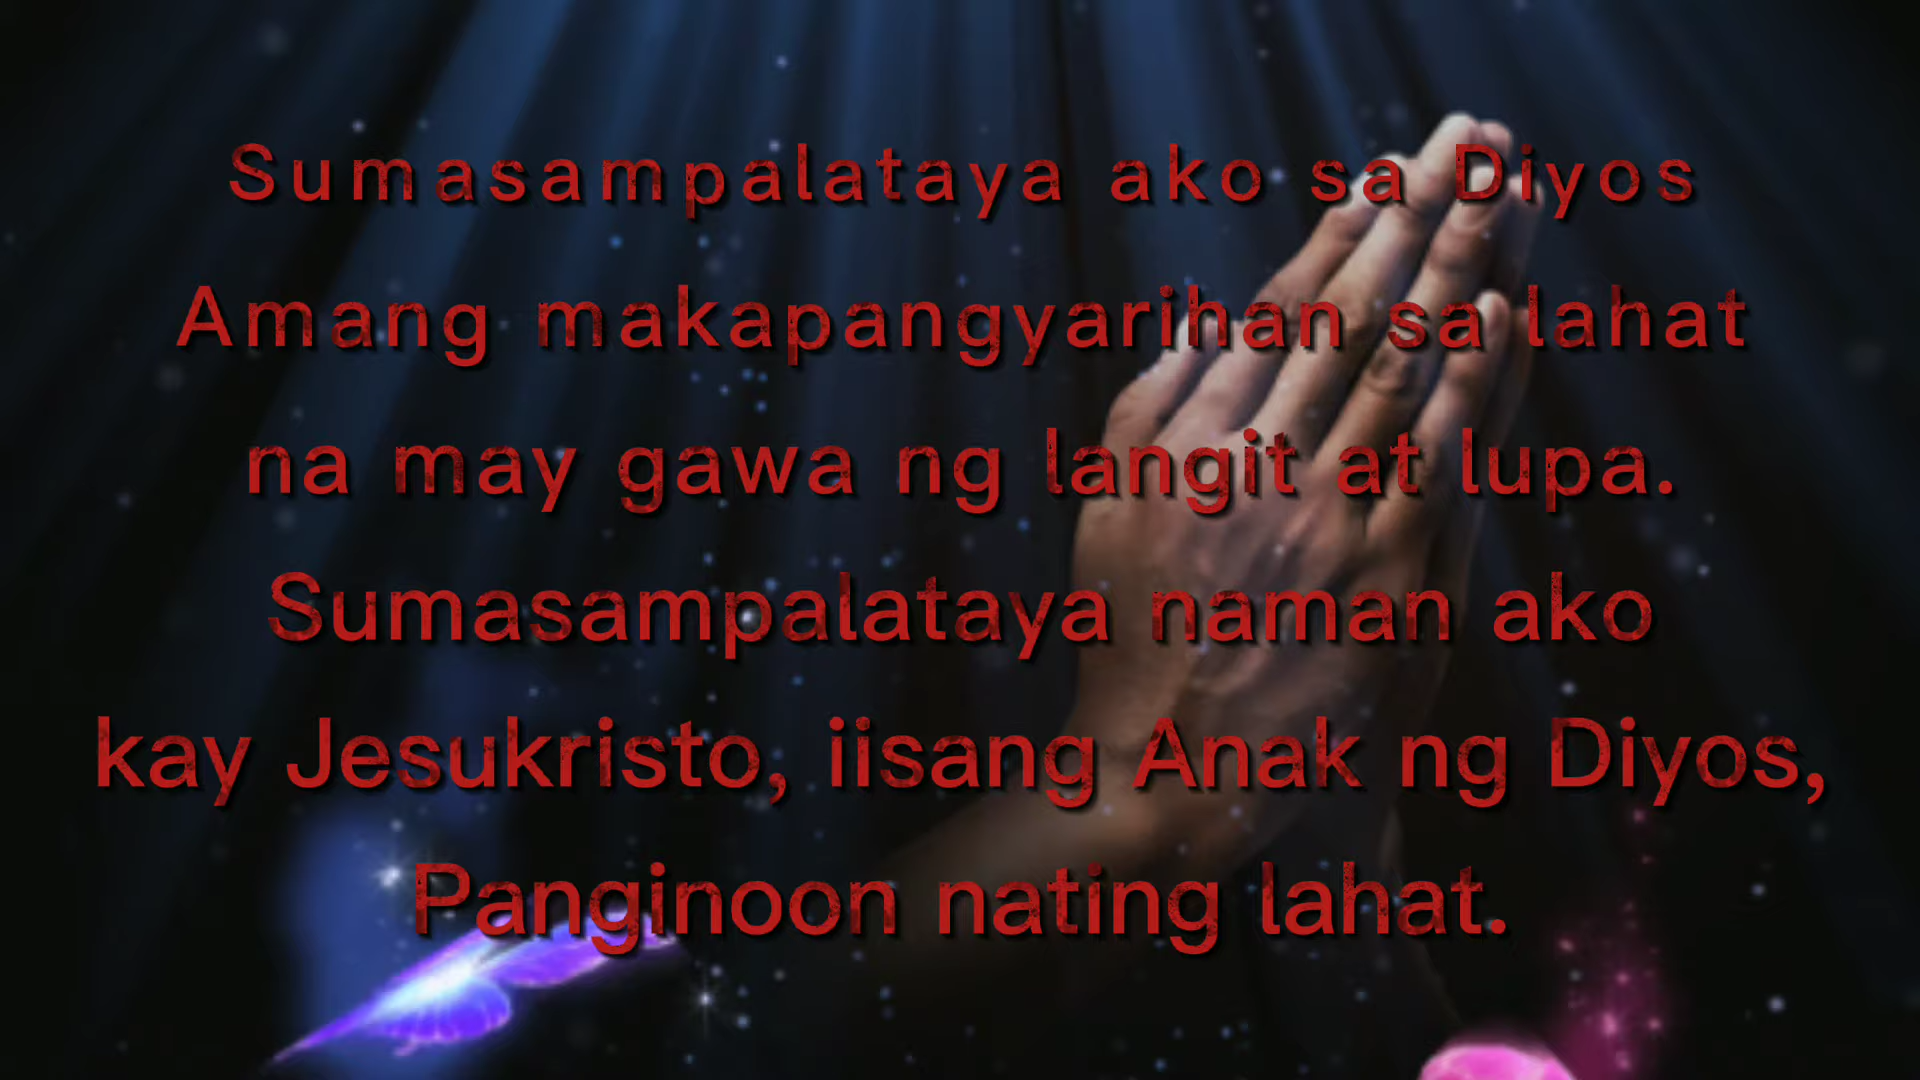 Sumasampalataya ako sa Diyos
Amang makapangyarihan sa lahat
na may gawa ng langit at lupa.
Sumasampalataya naman ako
kay Jesukristo, iisang Anak ng Diyos,
Panginoon nating lahat.